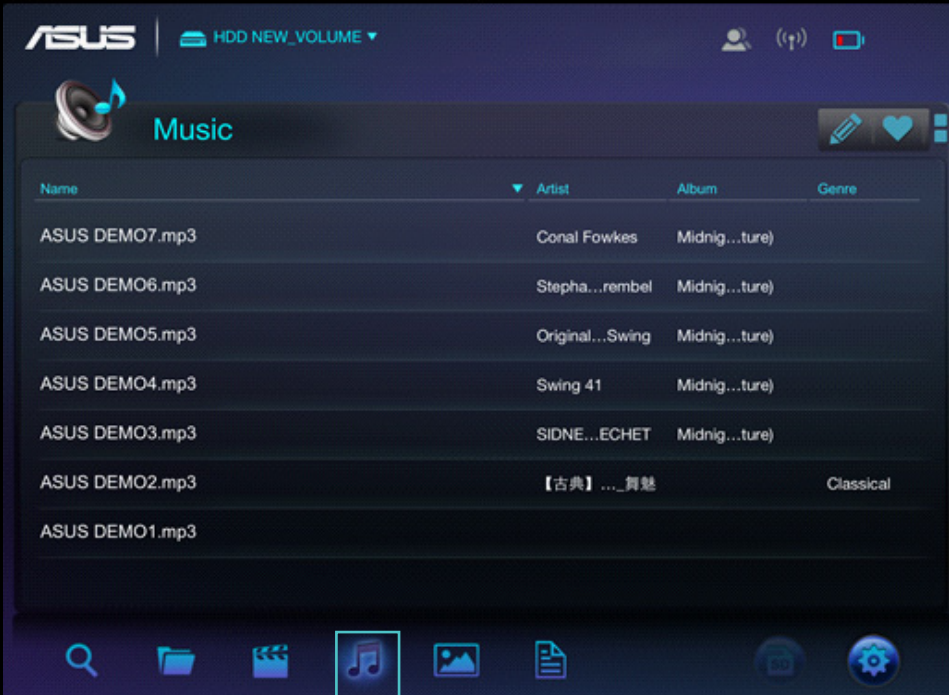 ASUS HDD NEW_VOLUME
Music
Name Artist Album Genre
ASUS DEMO7.mp3 Conal Fowkes Midnig...ture)
ASUS DEMO6.mp3 Stepha...rembel Midnig...ture)
ASUS DEMO5.mp3 Original...Swing Midnig...ture)
ASUS DEMO4.mp3 Swing 41 Midnig...ture)
ASUS DEMO3.mp3 SIDNE...ECHET Midnig...ture)
ASUS DEMO2.mp3 【古典】..._舞魅 Classical
ASUS DEMO1.mp3
SD